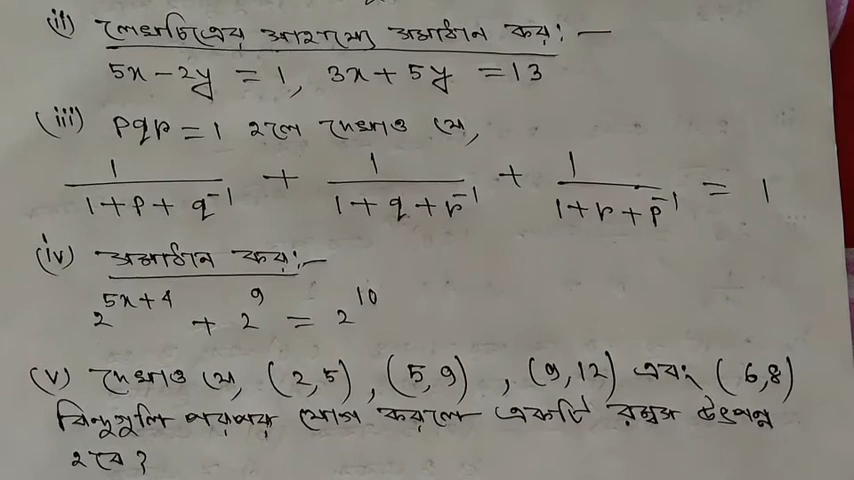 (ii) লেখচিত্রের সাহায্যে সমাধান কর: —
5x - 2y = 1, 3x + 5y = 13
(iii) pqr = 1 হলে দেখাও যে,
1/(1+p+q⁻¹) + 1/(1+q+r⁻¹) + 1/(1+r+p⁻¹) = 1
(iv) সমাধান কর: —
2^(5x+4) + 2^9 = 2^10
(v) দেখাও যে, (2,5), (5,9), (9,12) এবং (6,8)
বিন্দুগুলি পরস্পর যোগ করলে একটি রম্বস উৎপন্ন
হবে?